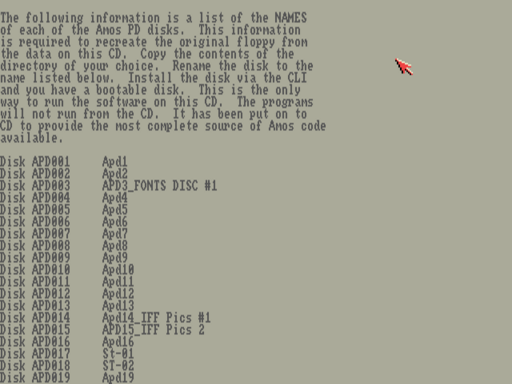 The following information is a list of the NAMES
of each of the Amos PD disks.  This information
is required to recreate the original floppy from
the data on this CD.  Copy the contents of the
directory of your choice.  Rename the disk to the
name listed below.  Install the disk via the CLI
and you have a bootable disk.  This is the only
way to run the software on this CD.  The programs
will not run from the CD.  It has been put on to
CD to provide the most complete source of Amos code
available.
Disk APD001     Apd1
Disk APD002     Apd2
Disk APD003     APD3_FONTS DISC #1
Disk APD004     Apd4
Disk APD005     Apd5
Disk APD006     Apd6
Disk APD007     Apd7
Disk APD008     Apd8
Disk APD009     Apd9
Disk APD010     Apd10
Disk APD011     Apd11
Disk APD012     Apd12
Disk APD013     Apd13
Disk APD014     Apd14_IFF Pics #1
Disk APD015     APD15_IFF Pics 2
Disk APD016     Apd16
Disk APD017     St-01
Disk APD018     ST-02
Disk APD019     Apd19